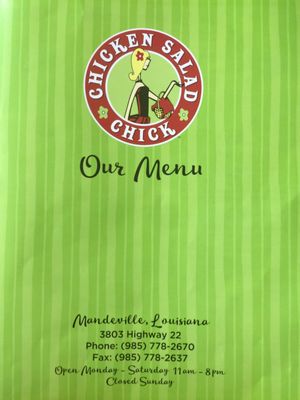 CHICKEN SALAD
CHICK
Our Menu
Mandeville, Louisiana
3803 Highway 22
Phone: (985) 778-2670
Fax: (985) 778-2637
Open Monday - Saturday 11am - 8pm
Closed Sunday